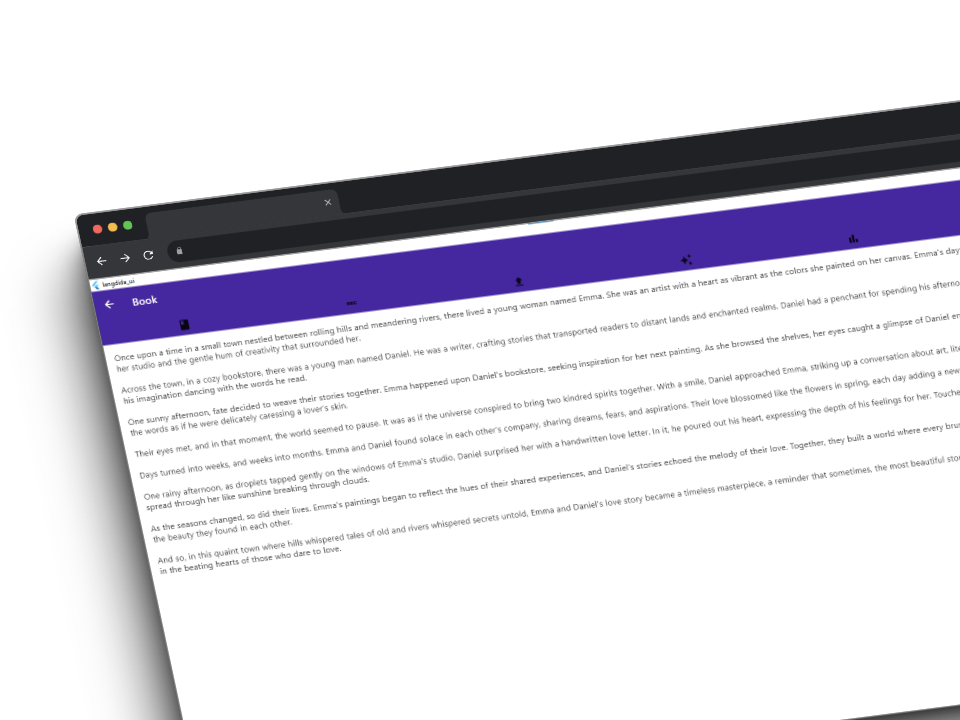 langdida_ui
Book
Once upon a time in a small town nestled between rolling hills and meandering rivers, there lived a young woman named Emma. She was an artist with a heart as vibrant as the colors she painted on her canvas. Emma's day
her studio and the gentle hum of creativity that surrounded her.
Across the town, in a cozy bookstore, there was a young man named Daniel. He was a writer, crafting stories that transported readers to distant lands and enchanted realms. Daniel had a penchant for spending his afterno
his imagination dancing with the words he read.
One sunny afternoon, fate decided to weave their stories together. Emma happened upon Daniel's bookstore, seeking inspiration for her next painting. As she browsed the shelves, her eyes caught a glimpse of Daniel en
the words as if he were delicately caressing a lover's skin.
Their eyes met, and in that moment, the world seemed to pause. It was as if the universe conspired to bring two kindred spirits together. With a smile, Daniel approached Emma, striking up a conversation about art, lite
Days turned into weeks, and weeks into months. Emma and Daniel found solace in each other's company, sharing dreams, fears, and aspirations. Their love blossomed like the flowers in spring, each day adding a new
One rainy afternoon, as droplets tapped gently on the windows of Emma's studio, Daniel surprised her with a handwritten love letter. In it, he poured out his heart, expressing the depth of his feelings for her. Touche
spread through her like sunshine breaking through clouds.
As the seasons changed, so did their lives. Emma's paintings began to reflect the hues of their shared experiences, and Daniel's stories echoed the melody of their love. Together, they built a world where every brus
the beauty they found in each other.
And so, in this quaint town where hills whispered tales of old and rivers whispered secrets untold, Emma and Daniel's love story became a timeless masterpiece, a reminder that sometimes, the most beautiful stor
in the beating hearts of those who dare to love.